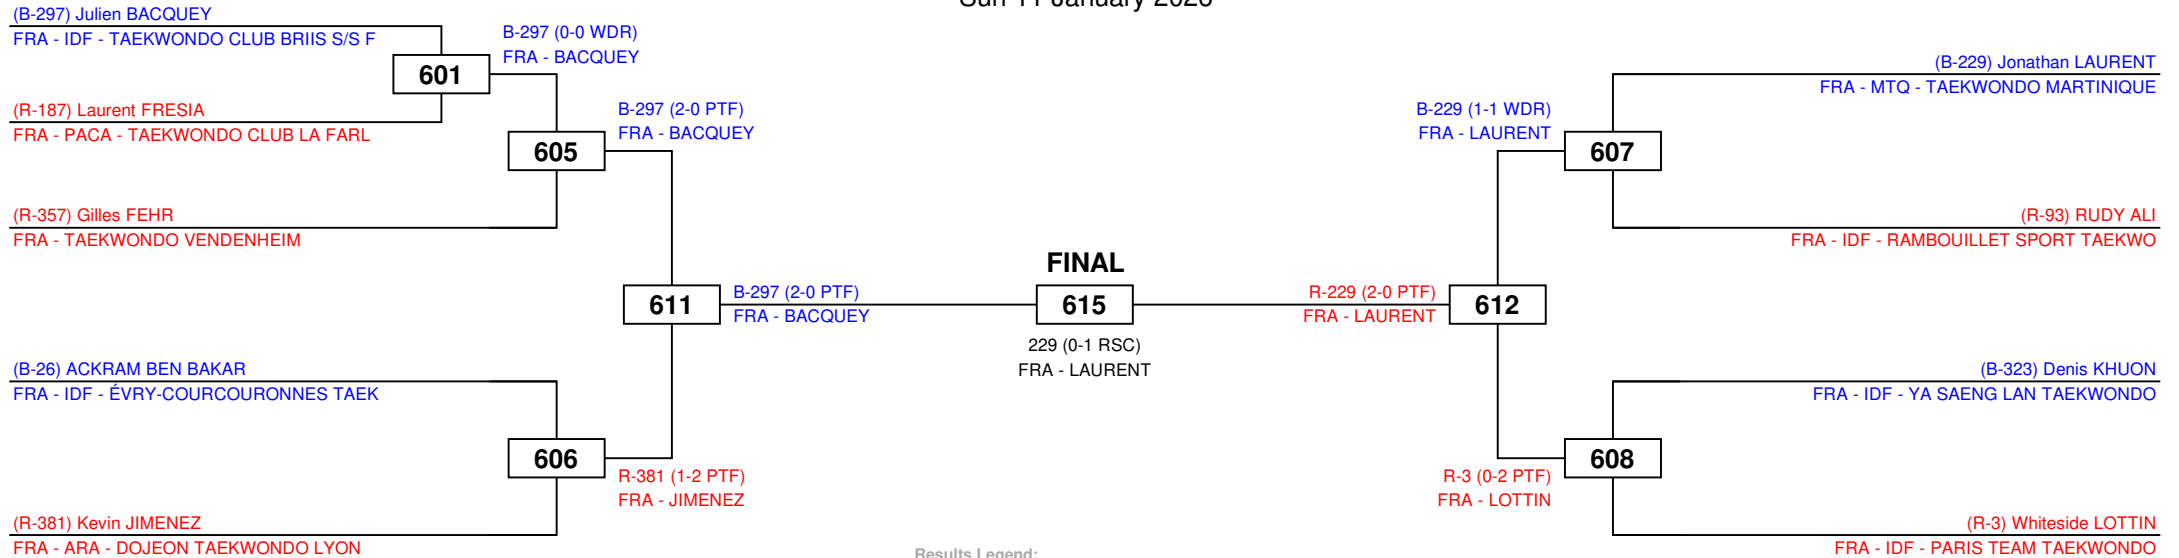 Sun 11 January 2026
(B-297) Julien BACQUEY
FRA - IDF - TAEKWONDO CLUB BRIIS S/S F
B-297 (0-0 WDR)
FRA - BACQUEY
601
(R-187) Laurent FRESIA
FRA - PACA - TAEKWONDO CLUB LA FARL
B-297 (2-0 PTF)
FRA - BACQUEY
605
(R-357) Gilles FEHR
FRA - TAEKWONDO VENDENHEIM
611
B-297 (2-0 PTF)
FRA - BACQUEY
(B-26) ACKRAM BEN BAKAR
FRA - IDF - ÉVRY-COURCOURONNES TAEK
606
R-381 (1-2 PTF)
FRA - JIMENEZ
(R-381) Kevin JIMENEZ
FRA - ARA - DOJEON TAEKWONDO LYON
FINAL
615
229 (0-1 RSC)
FRA - LAURENT
(B-229) Jonathan LAURENT
FRA - MTQ - TAEKWONDO MARTINIQUE
B-229 (1-1 WDR)
FRA - LAURENT
607
(R-93) RUDY ALI
FRA - IDF - RAMBOUILLET SPORT TAEKWO
R-229 (2-0 PTF)
FRA - LAURENT
612
(B-323) Denis KHUON
FRA - IDF - YA SAENG LAN TAEKWONDO
608
R-3 (0-2 PTF)
FRA - LOTTIN
(R-3) Whiteside LOTTIN
FRA - IDF - PARIS TEAM TAEKWONDO
Results Legend: